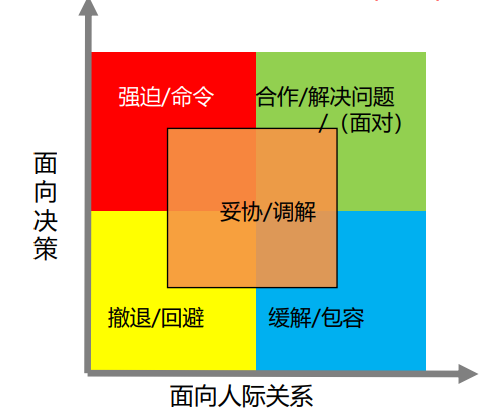 强迫/命令
合作/解决问题
/（面对）
面
向
决
策
妥协/调解
撤退/回避
缓解/包容
面向人际关系